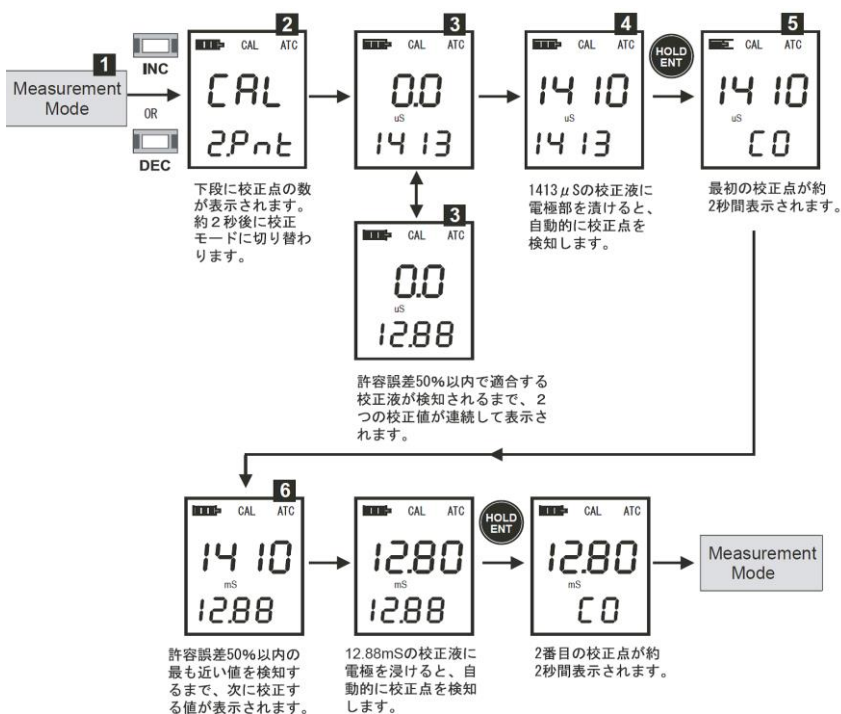 1
Measurement
Mode
INC
OR
DEC
2
CAL ATC
CAL
2.Pnt
下段に校正点の数
が表示されます。
約2秒後に校正
モードに切り替わ
ります。
3
CAL ATC
0.0
uS
1413
3
CAL ATC
0.0
uS
12.88
許容誤差50%以内で適合する
校正液が検知されるまで、２
つの校正値が連続して表示さ
れます。
4
CAL ATC
1410
uS
1413
1413μSの校正液に
電極部を漬けると、
自動的に校正点を
検知します。
HOLD
ENT
5
CAL ATC
1410
uS
CO
最初の校正点が約
2秒間表示されます。
6
CAL ATC
1410
mS
12.88
許容誤差50%以内の
最も近い値を検知す
るまで、次に校正す
る値が表示されます。
CAL ATC
12.80
mS
12.88
12.88mSの校正液に
電極を浸けると、自
動的に校正点を検知
します。
HOLD
ENT
CAL ATC
12.80
mS
CO
2番目の校正点が約
2秒間表示されます。
Measurement
Mode